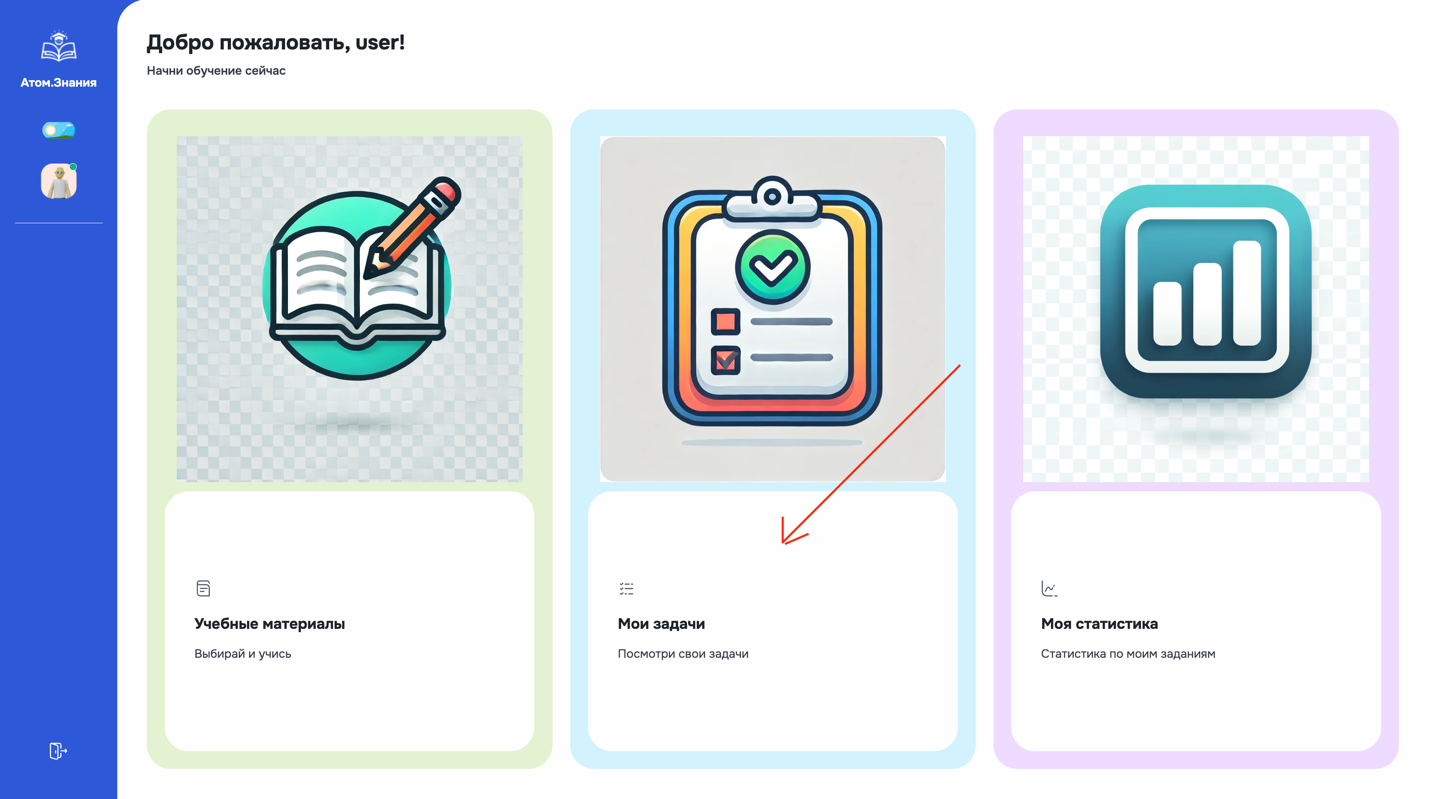 Атом.Знания
Добро пожаловать, user!
Начни обучение сейчас
Учебные материалы
Выбирай и учись
Мои задачи
Посмотри свои задачи
Моя статистика
Статистика по моим заданиям